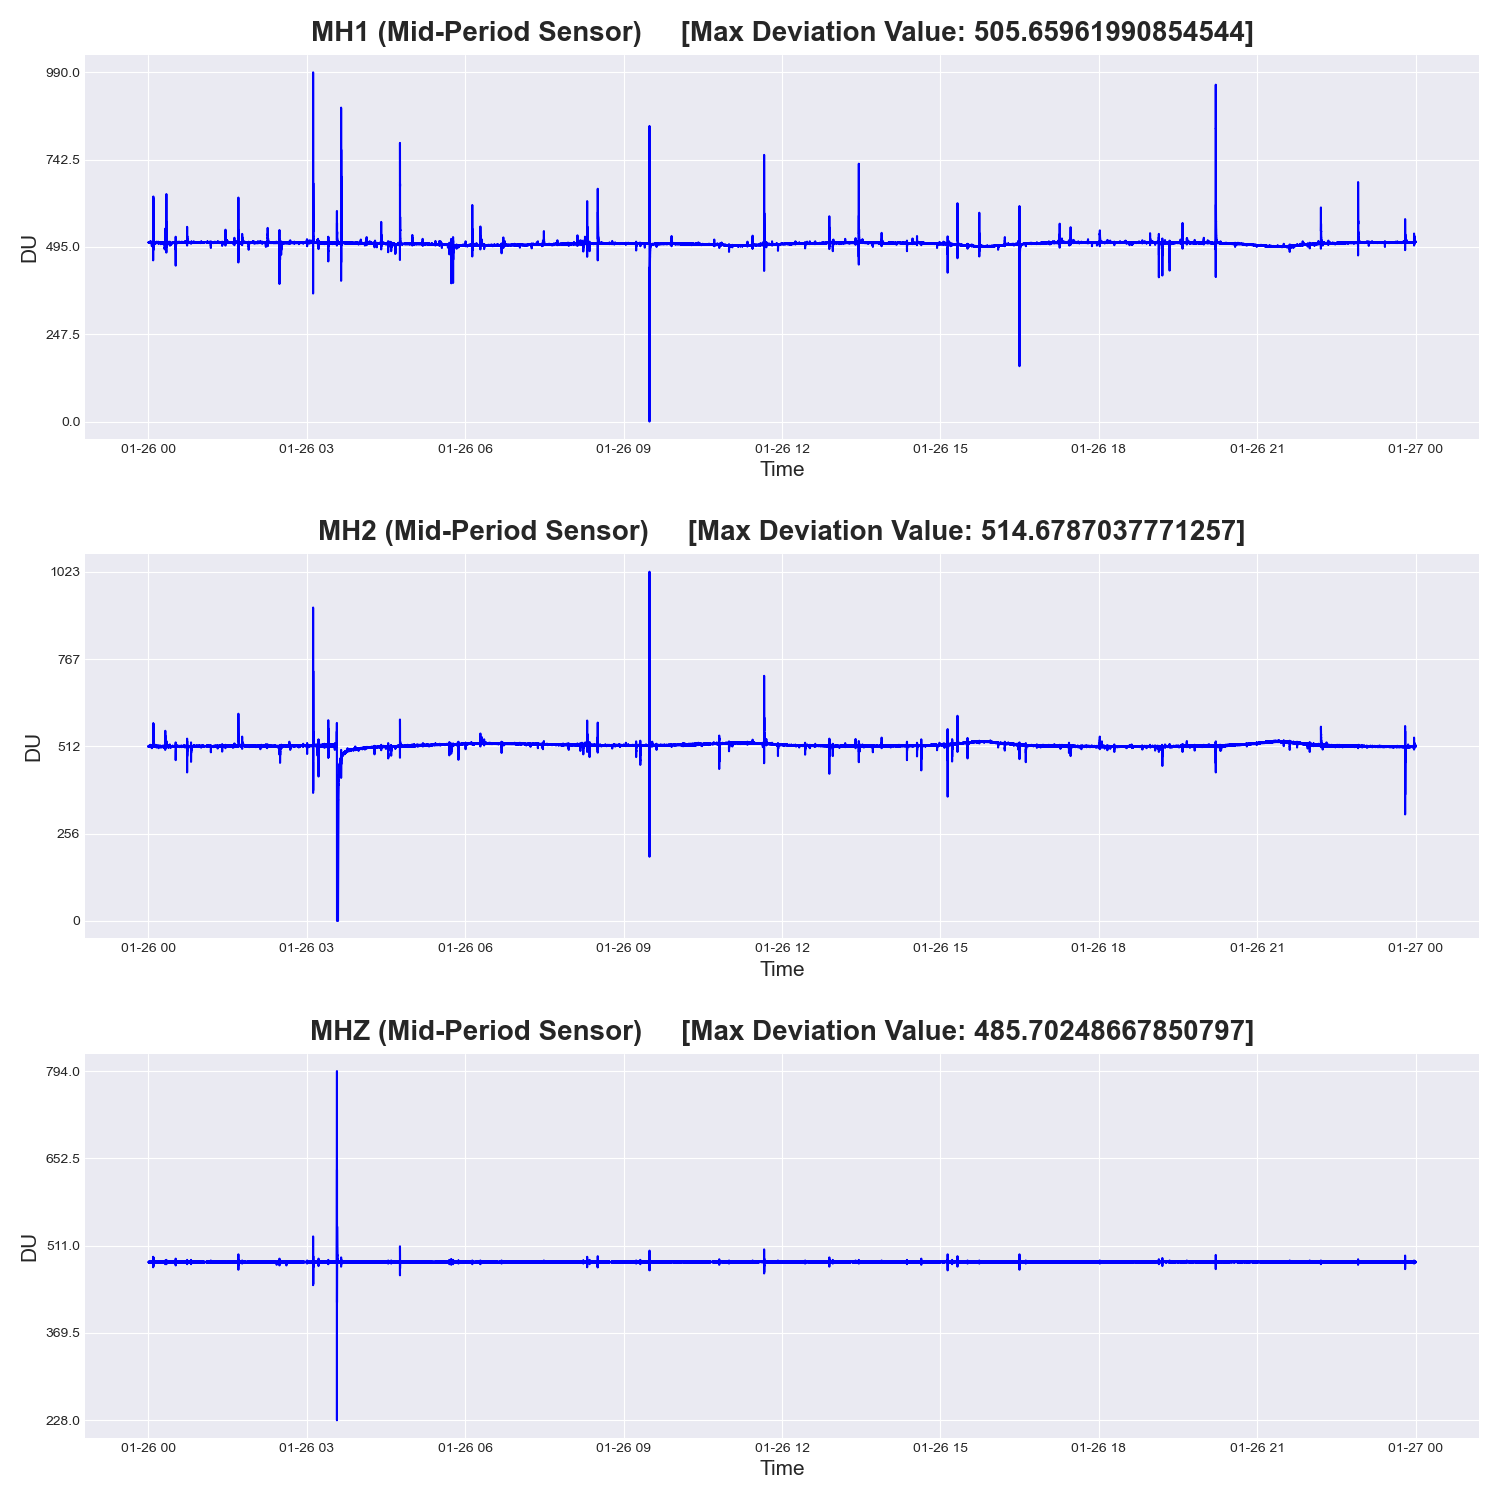 MH1 (Mid-Period Sensor) [Max Deviation Value: 505.65961990854544]
990.0
742.5
495.0
247.5
0.0
DU
01-26 00 01-26 03 01-26 06 01-26 09 01-26 12 01-26 15 01-26 18 01-26 21 01-27 00
Time
MH2 (Mid-Period Sensor) [Max Deviation Value: 514.6787037771257]
1023
767
512
256
0
DU
01-26 00 01-26 03 01-26 06 01-26 09 01-26 12 01-26 15 01-26 18 01-26 21 01-27 00
Time
MHZ (Mid-Period Sensor) [Max Deviation Value: 485.70248667850797]
794.0
652.5
511.0
369.5
228.0
DU
01-26 00 01-26 03 01-26 06 01-26 09 01-26 12 01-26 15 01-26 18 01-26 21 01-27 00
Time